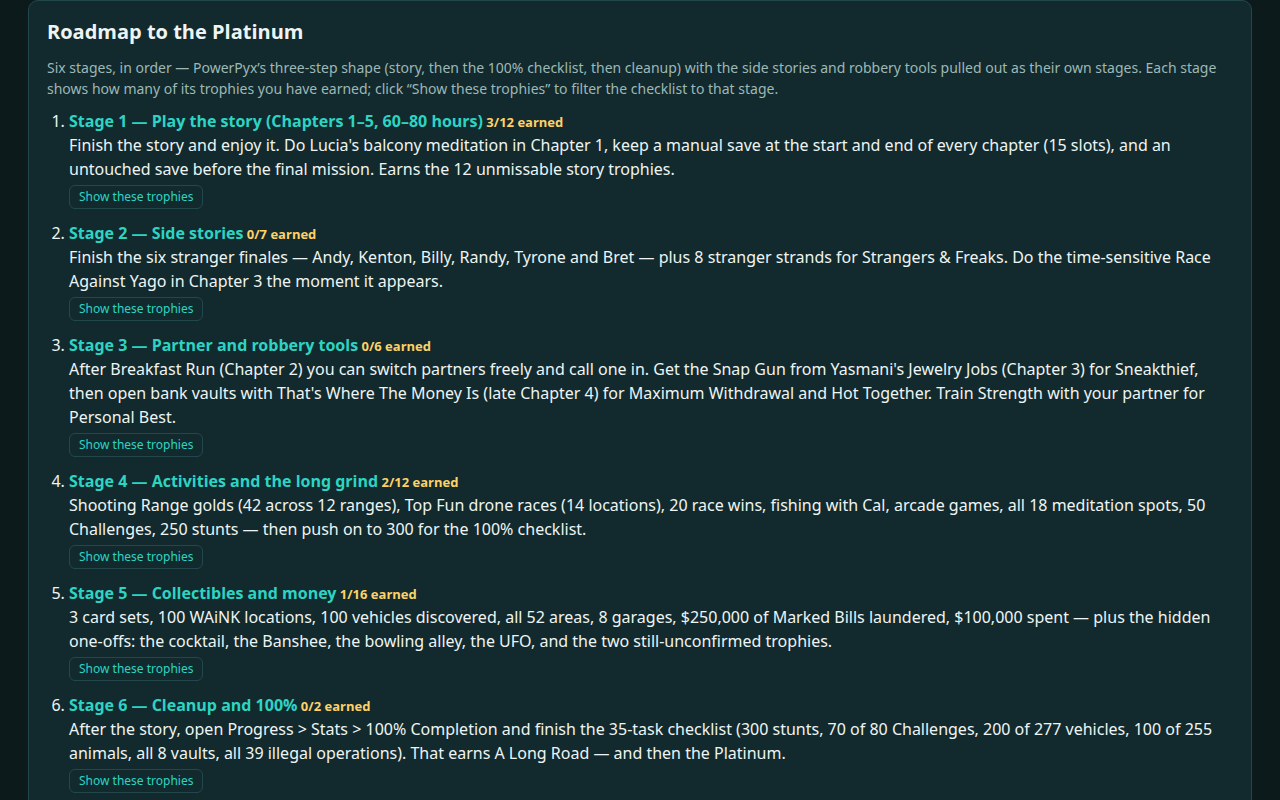 Roadmap to the Platinum
Six stages, in order — PowerPyx's three-step shape (story, then the 100% checklist, then cleanup) with the side stories and robbery tools pulled out as their own stages. Each stage
shows how many of its trophies you have earned; click “Show these trophies” to filter the checklist to that stage.
1. Stage 1 — Play the story (Chapters 1–5, 60–80 hours) 3/12 earned
Finish the story and enjoy it. Do Lucia's balcony meditation in Chapter 1, keep a manual save at the start and end of every chapter (15 slots), and an
untouched save before the final mission. Earns the 12 unmissable story trophies.
Show these trophies
2. Stage 2 — Side stories 0/7 earned
Finish the six stranger finales — Andy, Kenton, Billy, Randy, Tyrone and Bret — plus 8 stranger strands for Strangers & Freaks. Do the time-sensitive Race
Against Yago in Chapter 3 the moment it appears.
Show these trophies
3. Stage 3 — Partner and robbery tools 0/6 earned
After Breakfast Run (Chapter 2) you can switch partners freely and call one in. Get the Snap Gun from Yasmani's Jewelry Jobs (Chapter 3) for Sneakthief,
then open bank vaults with That's Where The Money Is (late Chapter 4) for Maximum Withdrawal and Hot Together. Train Strength with your partner for
Personal Best.
Show these trophies
4. Stage 4 — Activities and the long grind 2/12 earned
Shooting Range golds (42 across 12 ranges), Top Fun drone races (14 locations), 20 race wins, fishing with Cal, arcade games, all 18 meditation spots, 50
Challenges, 250 stunts — then push on to 300 for the 100% checklist.
Show these trophies
5. Stage 5 — Collectibles and money 1/16 earned
3 card sets, 100 WAiNK locations, 100 vehicles discovered, all 52 areas, 8 garages, $250,000 of Marked Bills laundered, $100,000 spent — plus the hidden
one-offs: the cocktail, the Banshee, the bowling alley, the UFO, and the two still-unconfirmed trophies.
Show these trophies
6. Stage 6 — Cleanup and 100% 0/2 earned
After the story, open Progress > Stats > 100% Completion and finish the 35-task checklist (300 stunts, 70 of 80 Challenges, 200 of 277 vehicles, 100 of 255
animals, all 8 vaults, all 39 illegal operations). That earns A Long Road — and then the Platinum.
Show these trophies